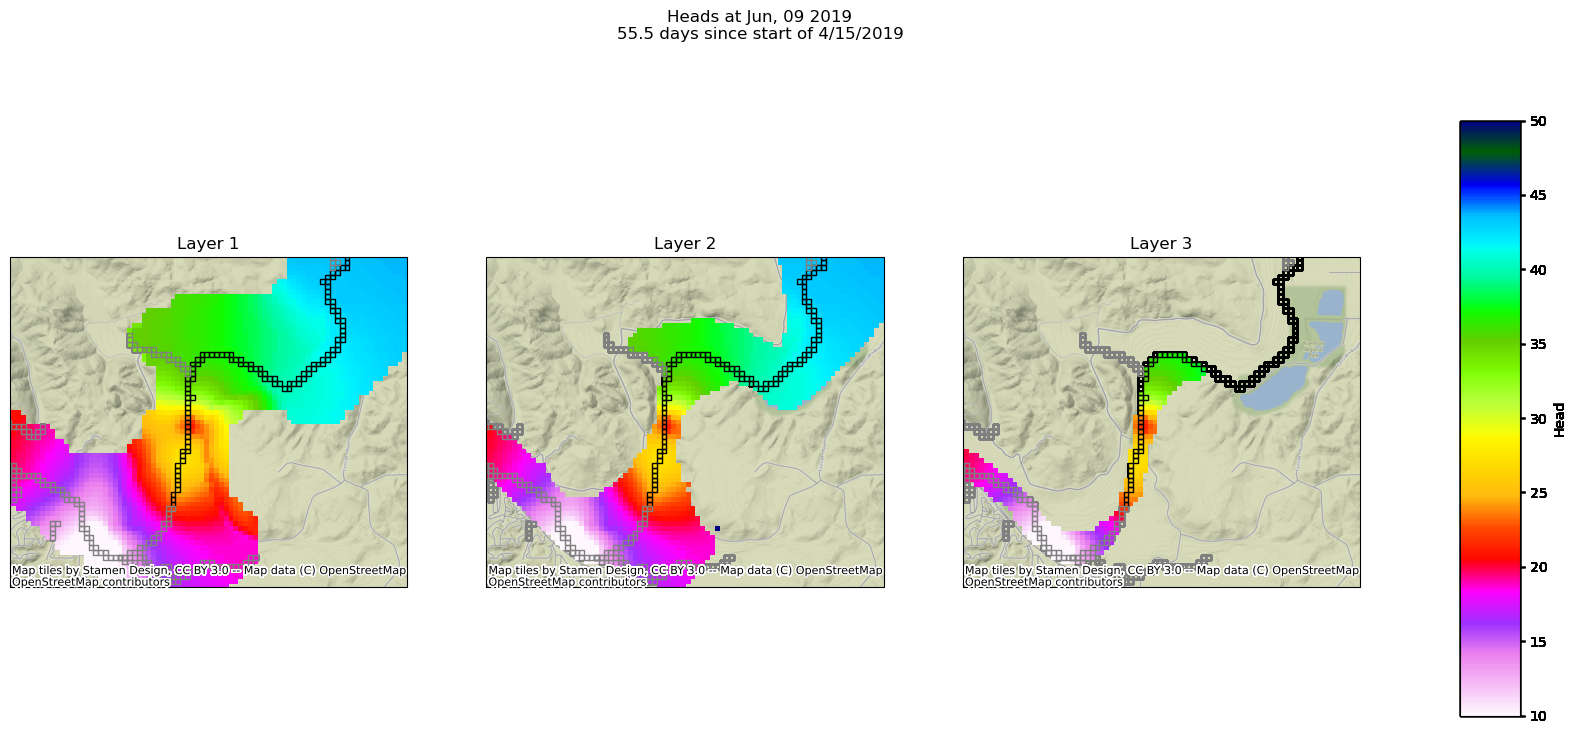 Heads at Jun, 09 2019
55.5 days since start of 4/15/2019
Layer 1
Layer 2
Layer 3
Map tiles by Stamen Design, CC BY 3.0 -- Map data (C) OpenStreetMap
OpenStreetMap contributors
Map tiles by Stamen Design, CC BY 3.0 -- Map data (C) OpenStreetMap
OpenStreetMap contributors
Map tiles by Stamen Design, CC BY 3.0 -- Map data (C) OpenStreetMap
OpenStreetMap contributors
50
45
40
35
30
25
20
15
10
Head